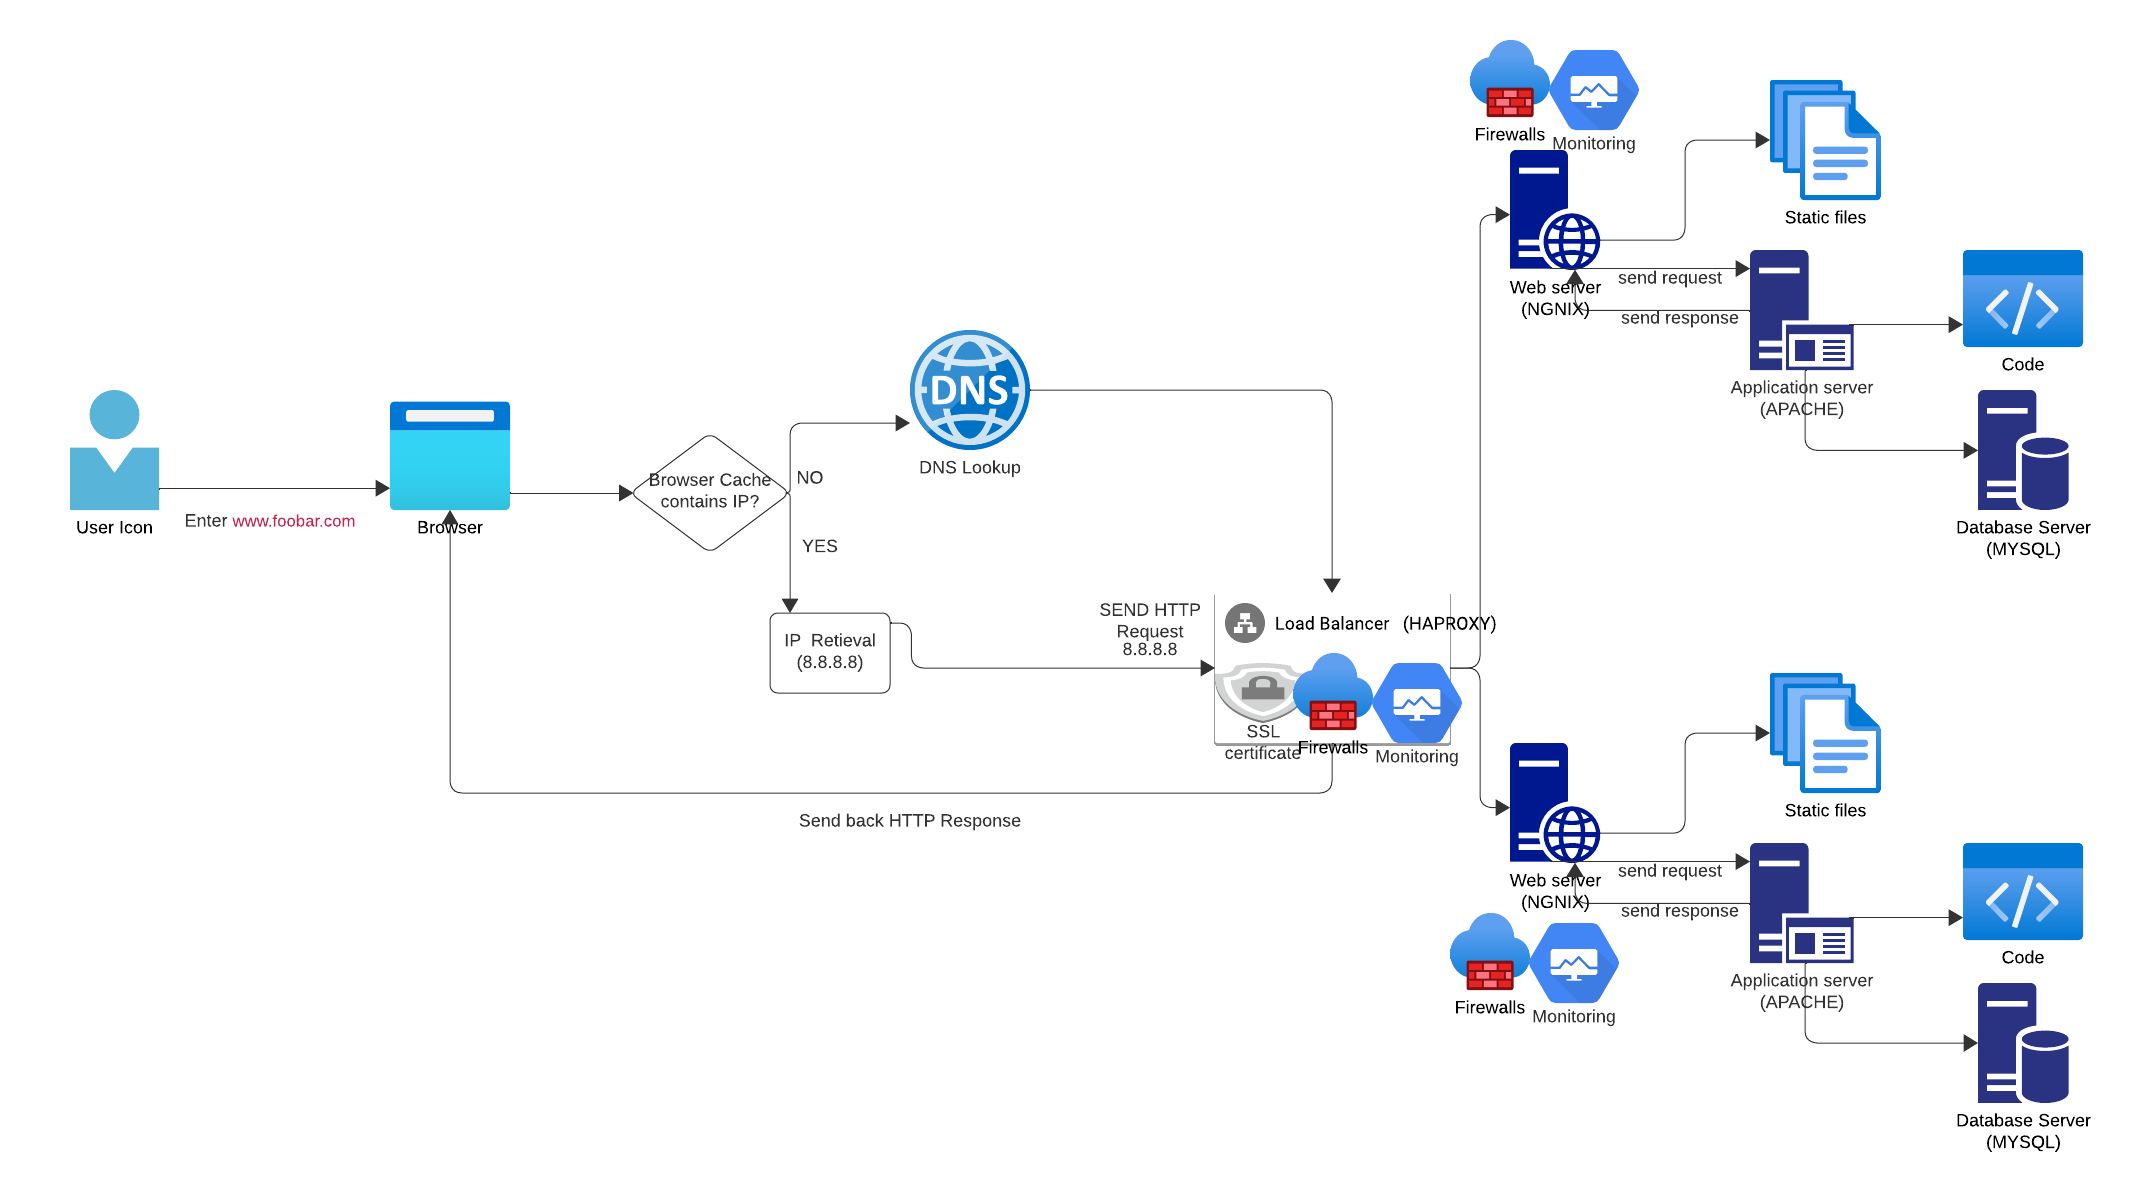 Firewalls
Monitoring
Static files
Web server
(NGNIX)
send request
send response
Application server
(APACHE)
Code
Database Server
(MYSQL)
DNS
DNS Lookup
User Icon
Enter www.foobar.com
Browser
Browser Cache
contains IP?
NO
YES
IP  Retieval
(8.8.8.8)
SEND HTTP
Request
8.8.8.8
Load Balancer   (HAPROXY)
SSL
certificate
Firewalls
Monitoring
Send back HTTP Response
Static files
Web server
(NGNIX)
send request
send response
Application server
(APACHE)
Code
Firewalls
Monitoring
Database Server
(MYSQL)